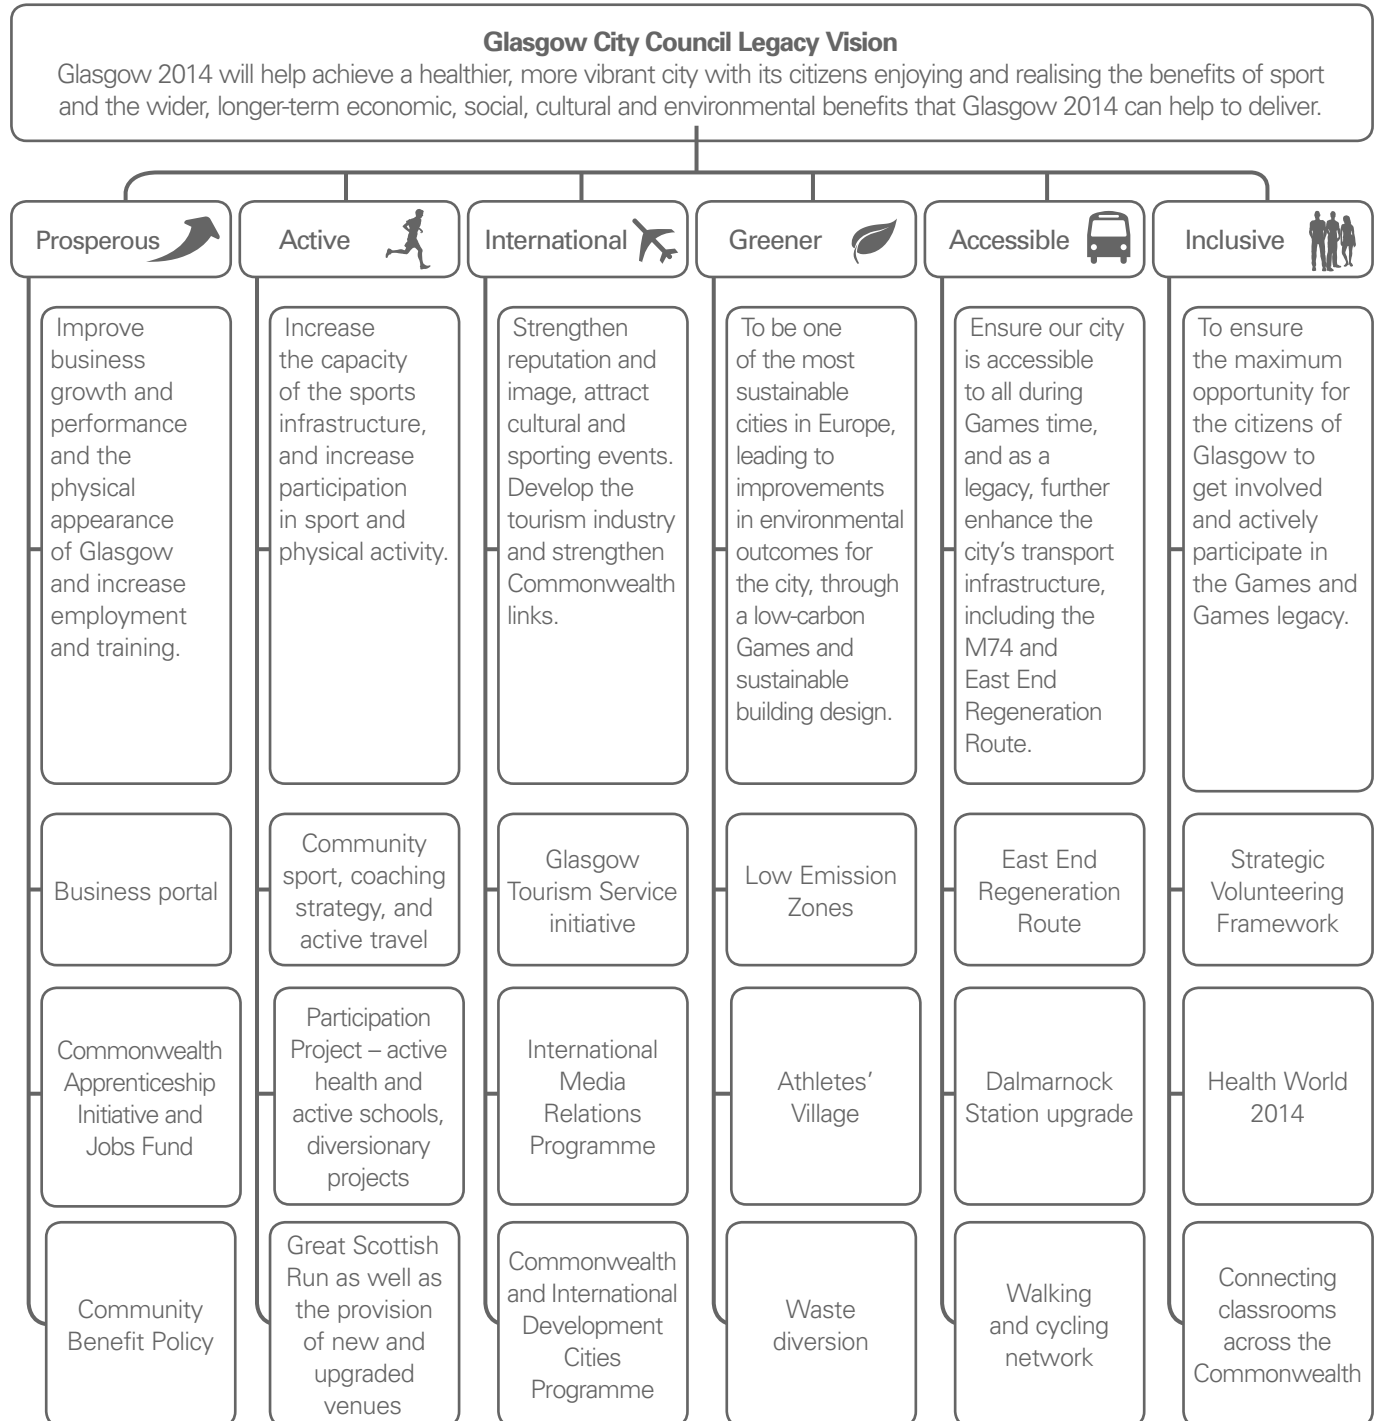 Glasgow City Council Legacy Vision
Glasgow 2014 will help achieve a healthier, more vibrant city with its citizens enjoying and realising the benefits of sport
and the wider, longer-term economic, social, cultural and environmental benefits that Glasgow 2014 can help to deliver.
Prosperous
Improve
business
growth and
performance
and the
physical
appearance
of Glasgow
and increase
employment
and training.
Business portal
Commonwealth
Apprenticeship
Initiative and
Jobs Fund
Community
Benefit Policy
Active
Increase
the capacity
of the sports
infrastructure,
and increase
participation
in sport and
physical activity.
Community
sport, coaching
strategy, and
active travel
Participation
Project – active
health and
active schools,
diversionary
projects
Great Scottish
Run as well as
the provision
of new and
upgraded
venues
International
Strengthen
reputation and
image, attract
cultural and
sporting events.
Develop the
tourism industry
and strengthen
Commonwealth
links.
Glasgow
Tourism Service
initiative
International
Media
Relations
Programme
Commonwealth
and International
Development
Cities
Programme
Greener
To be one
of the most
sustainable
cities in Europe,
leading to
improvements
in environmental
outcomes for
the city, through
a low-carbon
Games and
sustainable
building design.
Low Emission
Zones
Athletes’
Village
Waste
diversion
Accessible
Ensure our city
is accessible
to all during
Games time,
and as a
legacy, further
enhance the
city’s transport
infrastructure,
including the
M74 and
East End
Regeneration
Route.
East End
Regeneration
Route
Dalmarnock
Station upgrade
Walking
and cycling
network
Inclusive
To ensure
the maximum
opportunity for
the citizens of
Glasgow to
get involved
and actively
participate in
the Games and
Games legacy.
Strategic
Volunteering
Framework
Health World
2014
Connecting
classrooms
across the
Commonwealth